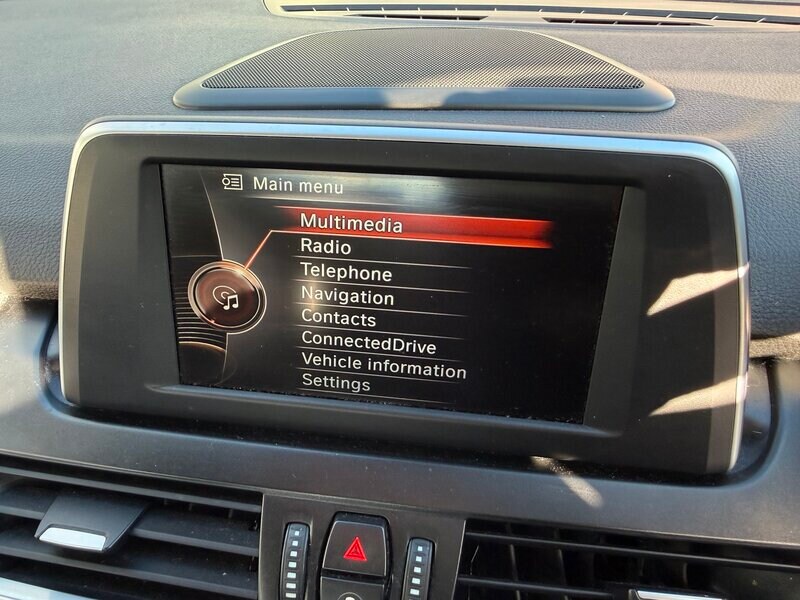 Main menu
Multimedia
Radio
Telephone
Navigation
Contacts
ConnectedDrive
Vehicle information
Settings